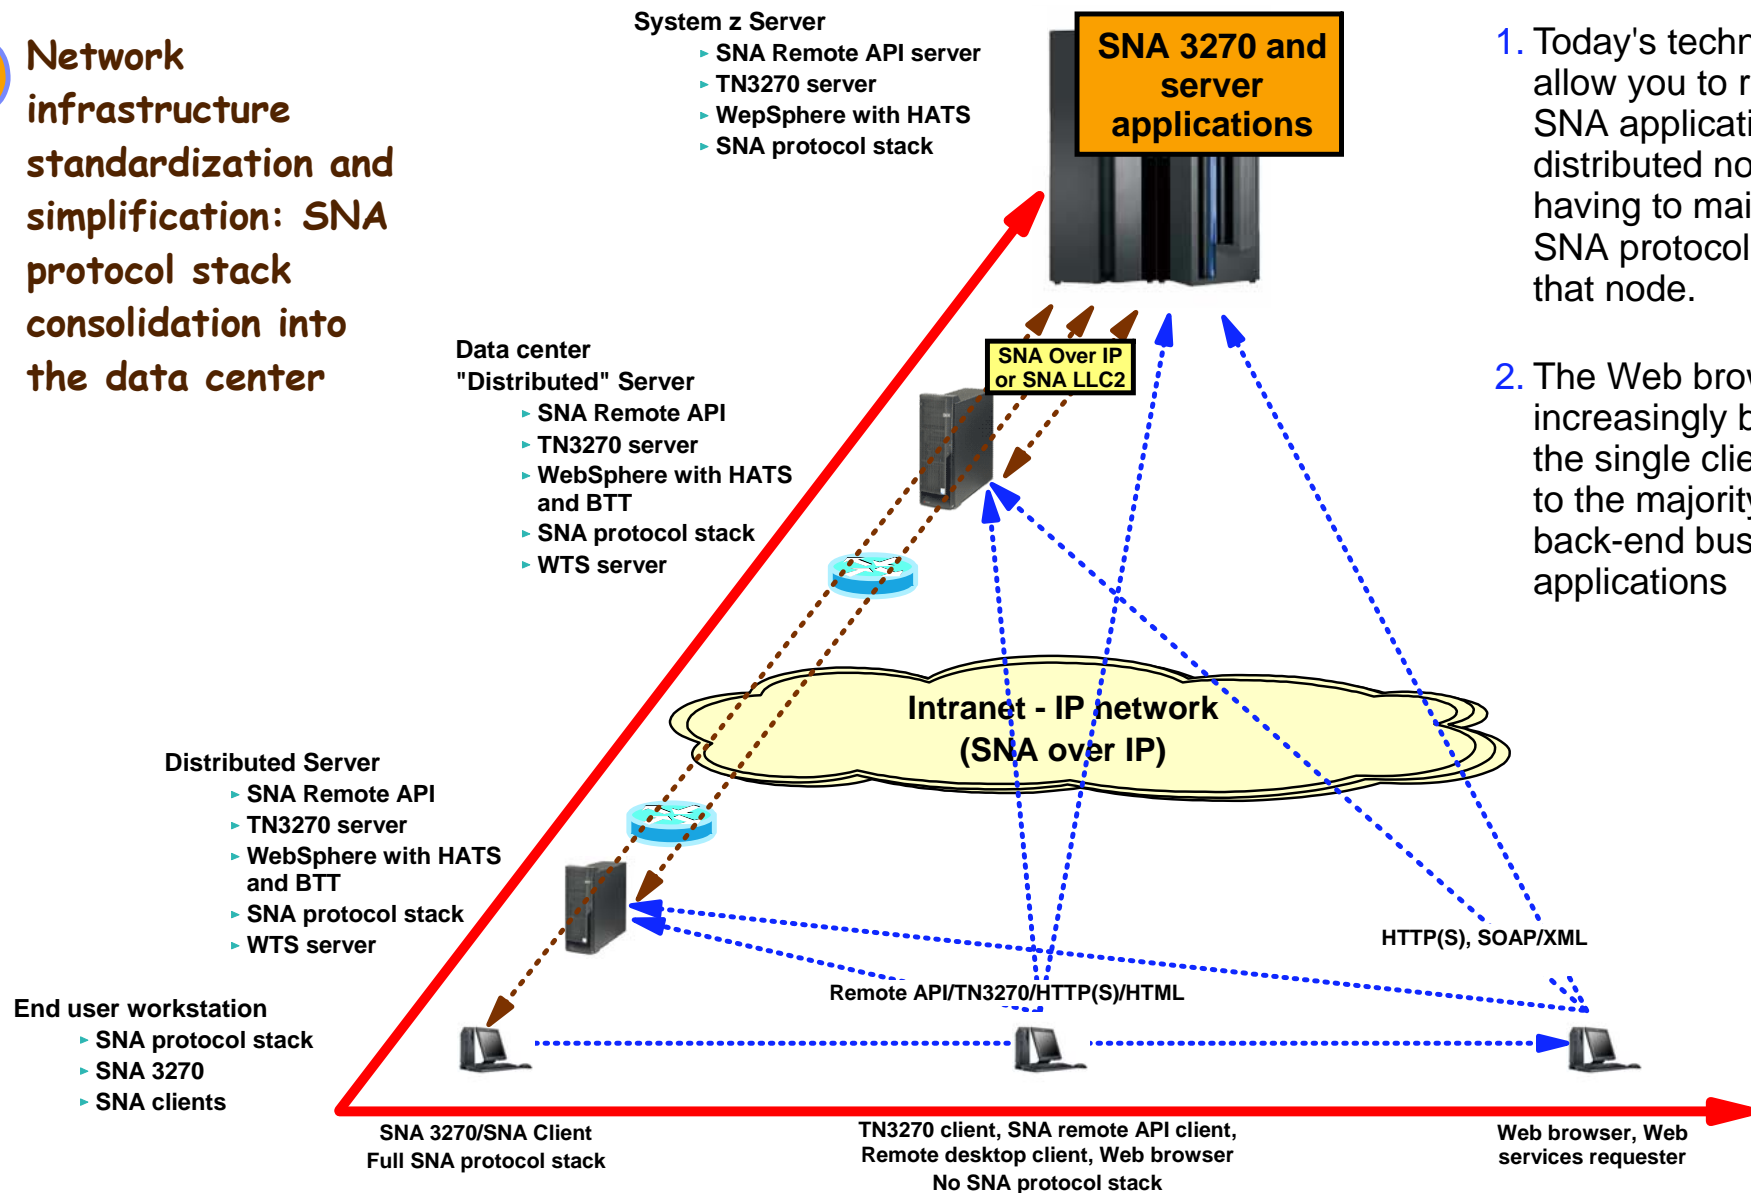 Network
infrastructure
standardization and
simplification: SNA
protocol stack
consolidation into
the data center
System z Server
SNA Remote API server
TN3270 server
WepSphere with HATS
SNA protocol stack
SNA 3270 and
server
applications
1. Today's techn
allow you to r
SNA applicati
distributed no
having to mai
SNA protocol
that node.
2. The Web brow
increasingly b
the single clie
to the majority
back-end bus
applications
Data center
"Distributed" Server
SNA Remote API
TN3270 server
WebSphere with HATS
and BTT
SNA protocol stack
WTS server
SNA Over IP
or SNA LLC2
Intranet - IP network
(SNA over IP)
Distributed Server
SNA Remote API
TN3270 server
WebSphere with HATS
and BTT
SNA protocol stack
WTS server
HTTP(S), SOAP/XML
Remote API/TN3270/HTTP(S)/HTML
End user workstation
SNA protocol stack
SNA 3270
SNA clients
SNA 3270/SNA Client
Full SNA protocol stack
TN3270 client, SNA remote API client,
Remote desktop client, Web browser
No SNA protocol stack
Web browser, Web
services requester